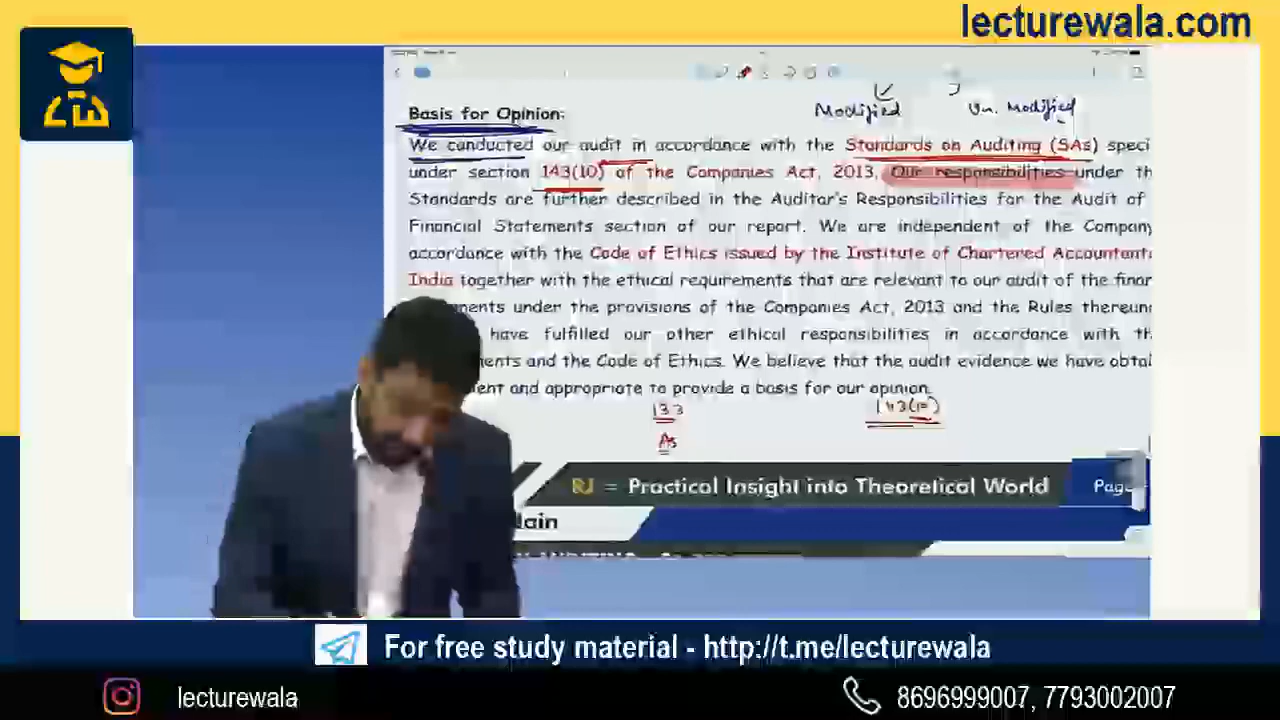 lecturewala.com
Modified Un. Modified
Basis for Opinion:
We conducted our audit in accordance with the Standards on Auditing (SAs) speci
under section 143(10) of the Companies Act, 2013. Our responsibilities under th
Standards are further described in the Auditor's Responsibilities for the Audit of
Financial Statements section of our report. We are independent of the Company
accordance with the Code of Ethics issued by the Institute of Chartered Accountant
India together with the ethical requirements that are relevant to our audit of the finan
ments under the provisions of the Companies Act, 2013 and the Rules thereun
have fulfilled our other ethical responsibilities in accordance with th
ments and the Code of Ethics. We believe that the audit evidence we have obtai
ent and appropriate to provide a basis for our opinion.
133 143(10)
As
RJ = Practical Insight into Theoretical World Page
Jain
For free study material - http://t.me/lecturewala
lecturewala 8696999007, 7793002007